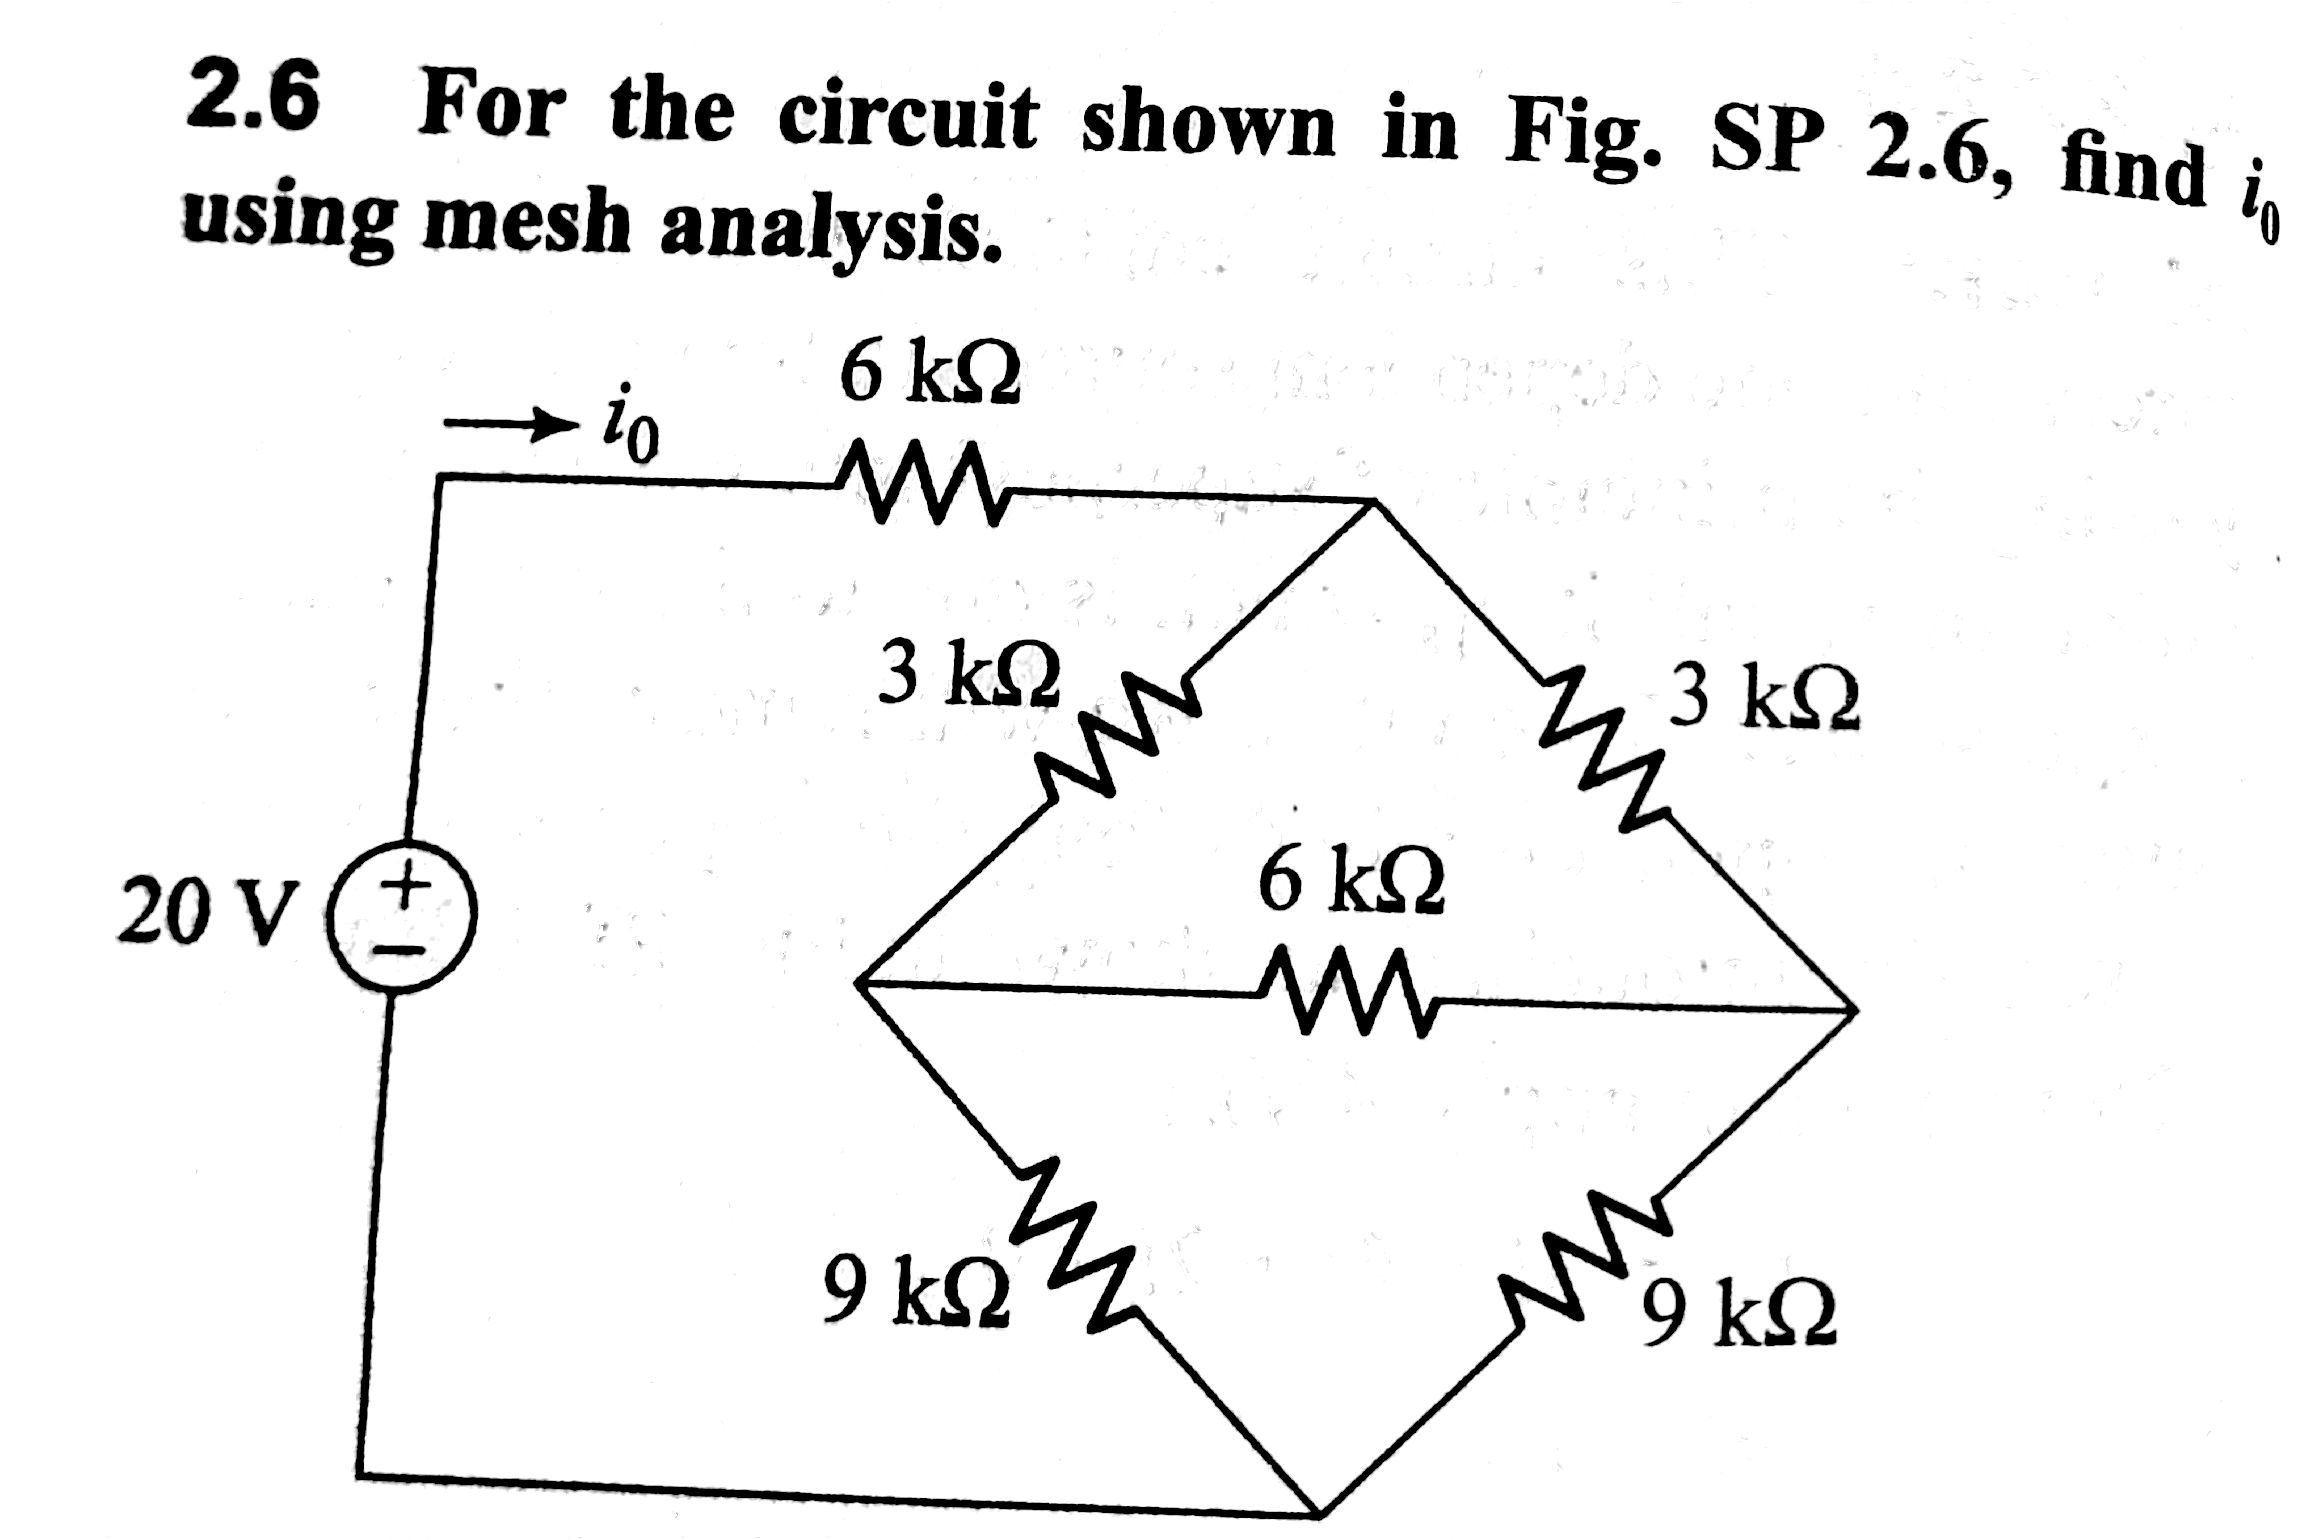 2.6 For the circuit shown in Fig. SP 2.6, find i₀
using mesh analysis.
6 kΩ
i₀
3 kΩ
3 kΩ
6 kΩ
20 V
+
−
9 kΩ
9 kΩ